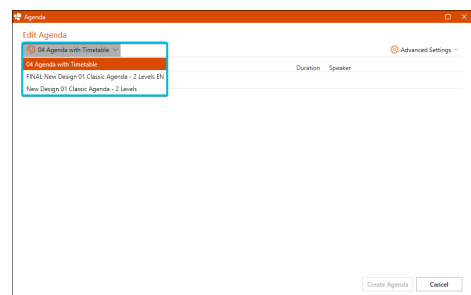 Agenda
Edit Agenda
04 Agenda with Timetable
Advanced Settings
04 Agenda with Timetable
Duration Speaker
FINAL New Design 01 Classic Agenda - 2 Levels EN
New Design 01 Classic Agenda - 2 Levels
Create Agenda Cancel